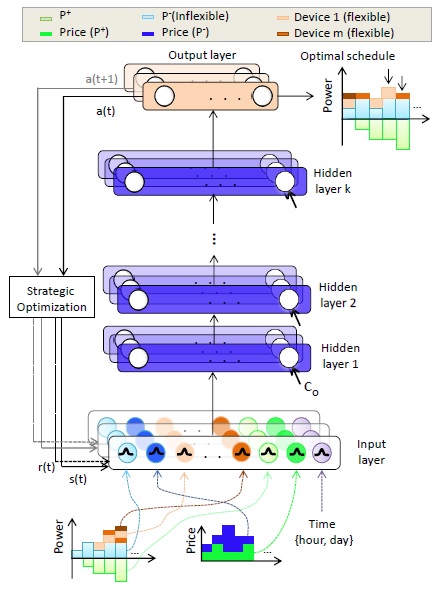 P+ P-(Inflexible) Device 1 (flexible)
Price (P+) Price (P-) Device m (flexible)
Output layer
Optimal schedule
a(t+1)
a(t)
Power
...
. . .
Hidden
layer k
...
Strategic
Optimization
Hidden
layer 2
Hidden
layer 1
Co
Input
layer
. . .
r(t)
s(t)
Time
{hour, day}
Power
...
Price
...